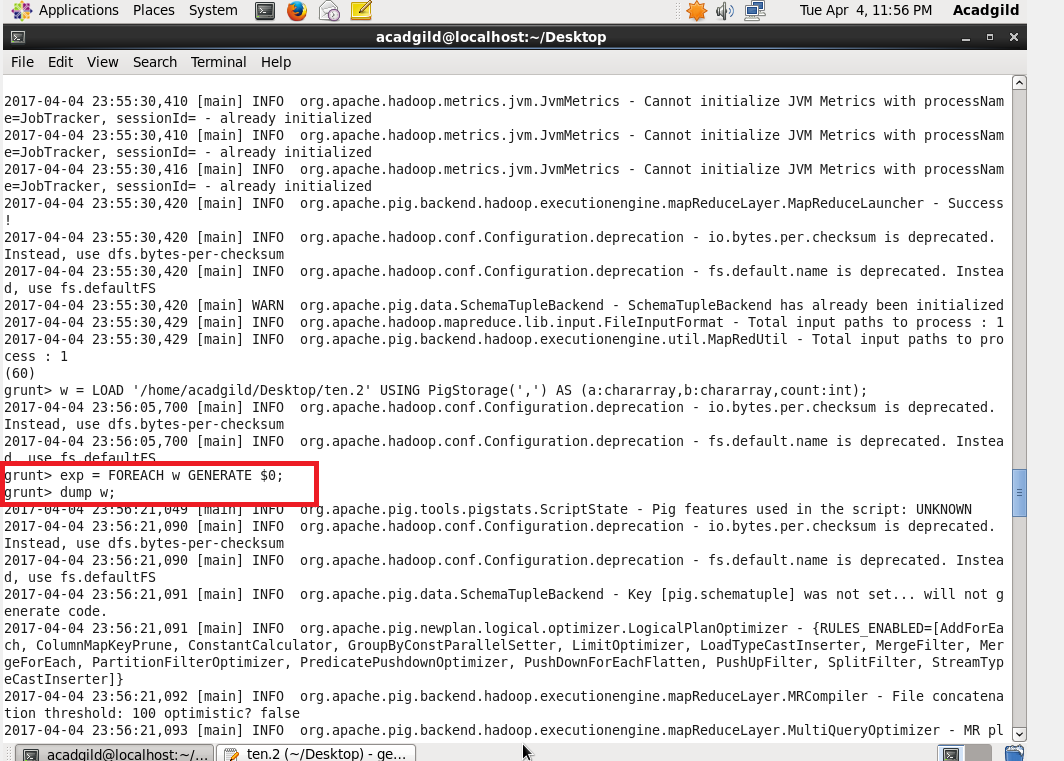 Applications Places System Tue Apr 4, 11:56 PM Acadgild
acadgild@localhost:~/Desktop
File Edit View Search Terminal Help
2017-04-04 23:55:30,410 [main] INFO  org.apache.hadoop.metrics.jvm.JvmMetrics - Cannot initialize JVM Metrics with processNam
e=JobTracker, sessionId= - already initialized
2017-04-04 23:55:30,410 [main] INFO  org.apache.hadoop.metrics.jvm.JvmMetrics - Cannot initialize JVM Metrics with processNam
e=JobTracker, sessionId= - already initialized
2017-04-04 23:55:30,416 [main] INFO  org.apache.hadoop.metrics.jvm.JvmMetrics - Cannot initialize JVM Metrics with processNam
e=JobTracker, sessionId= - already initialized
2017-04-04 23:55:30,420 [main] INFO  org.apache.pig.backend.hadoop.executionengine.mapReduceLayer.MapReduceLauncher - Success
!
2017-04-04 23:55:30,420 [main] INFO  org.apache.hadoop.conf.Configuration.deprecation - io.bytes.per.checksum is deprecated.
Instead, use dfs.bytes-per-checksum
2017-04-04 23:55:30,420 [main] INFO  org.apache.hadoop.conf.Configuration.deprecation - fs.default.name is deprecated. Instea
d, use fs.defaultFS
2017-04-04 23:55:30,420 [main] WARN  org.apache.pig.data.SchemaTupleBackend - SchemaTupleBackend has already been initialized
2017-04-04 23:55:30,429 [main] INFO  org.apache.hadoop.mapreduce.lib.input.FileInputFormat - Total input paths to process : 1
2017-04-04 23:55:30,429 [main] INFO  org.apache.pig.backend.hadoop.executionengine.util.MapRedUtil - Total input paths to pro
cess : 1
(60)
grunt> w = LOAD '/home/acadgild/Desktop/ten.2' USING PigStorage(',') AS (a:chararray,b:chararray,count:int);
2017-04-04 23:56:05,700 [main] INFO  org.apache.hadoop.conf.Configuration.deprecation - io.bytes.per.checksum is deprecated.
Instead, use dfs.bytes-per-checksum
2017-04-04 23:56:05,700 [main] INFO  org.apache.hadoop.conf.Configuration.deprecation - fs.default.name is deprecated. Instea
d, use fs.defaultFS
grunt> exp = FOREACH w GENERATE $0;
grunt> dump w;
2017-04-04 23:56:21,049 [main] INFO  org.apache.pig.tools.pigstats.ScriptState - Pig features used in the script: UNKNOWN
2017-04-04 23:56:21,090 [main] INFO  org.apache.hadoop.conf.Configuration.deprecation - io.bytes.per.checksum is deprecated.
Instead, use dfs.bytes-per-checksum
2017-04-04 23:56:21,090 [main] INFO  org.apache.hadoop.conf.Configuration.deprecation - fs.default.name is deprecated. Instea
d, use fs.defaultFS
2017-04-04 23:56:21,091 [main] INFO  org.apache.pig.data.SchemaTupleBackend - Key [pig.schematuple] was not set... will not g
enerate code.
2017-04-04 23:56:21,091 [main] INFO  org.apache.pig.newplan.logical.optimizer.LogicalPlanOptimizer - {RULES_ENABLED=[AddForEa
ch, ColumnMapKeyPrune, ConstantCalculator, GroupByConstParallelSetter, LimitOptimizer, LoadTypeCastInserter, MergeFilter, Mer
geForEach, PartitionFilterOptimizer, PredicatePushdownOptimizer, PushDownForEachFlatten, PushUpFilter, SplitFilter, StreamTyp
eCastInserter]}
2017-04-04 23:56:21,092 [main] INFO  org.apache.pig.backend.hadoop.executionengine.mapReduceLayer.MRCompiler - File concatena
tion threshold: 100 optimistic? false
2017-04-04 23:56:21,093 [main] INFO  org.apache.pig.backend.hadoop.executionengine.mapReduceLayer.MultiQueryOptimizer - MR pl
acadgild@localhost:~/... ten.2 (~/Desktop) - ge...